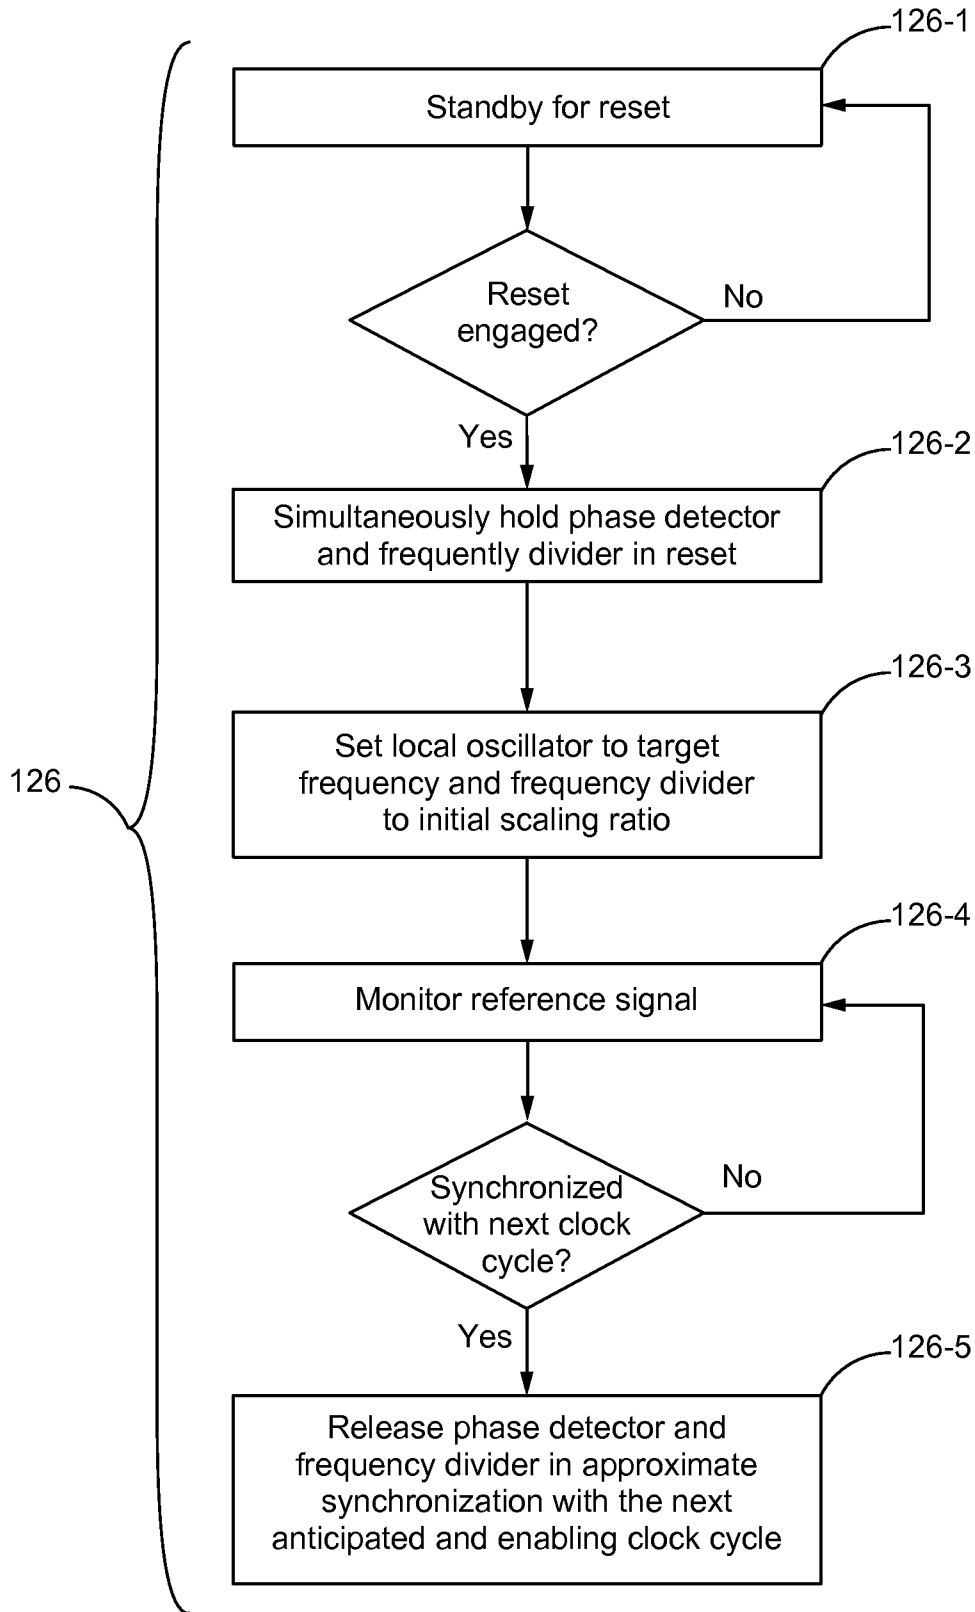 126-1
Standby for reset
Reset
engaged?
No
Yes
126-2
Simultaneously hold phase detector
and frequently divider in reset
126-3
Set local oscillator to target
frequency and frequency divider
to initial scaling ratio
126
126-4
Monitor reference signal
Synchronized
with next clock
cycle?
No
Yes
126-5
Release phase detector and
frequency divider in approximate
synchronization with the next
anticipated and enabling clock cycle